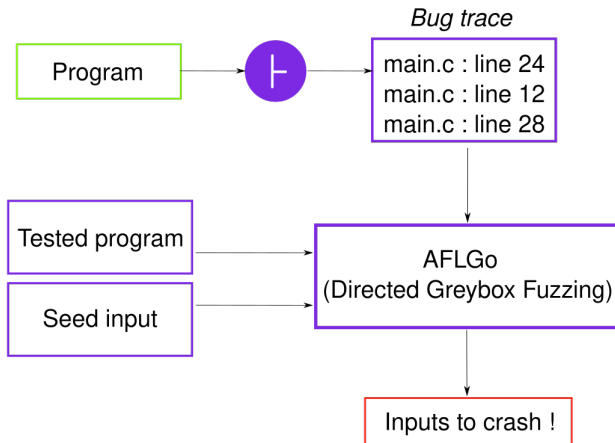 Bug trace
Program
⊢
main.c : line 24
main.c : line 12
main.c : line 28
Tested program
Seed input
AFLGo
(Directed Greybox Fuzzing)
Inputs to crash !